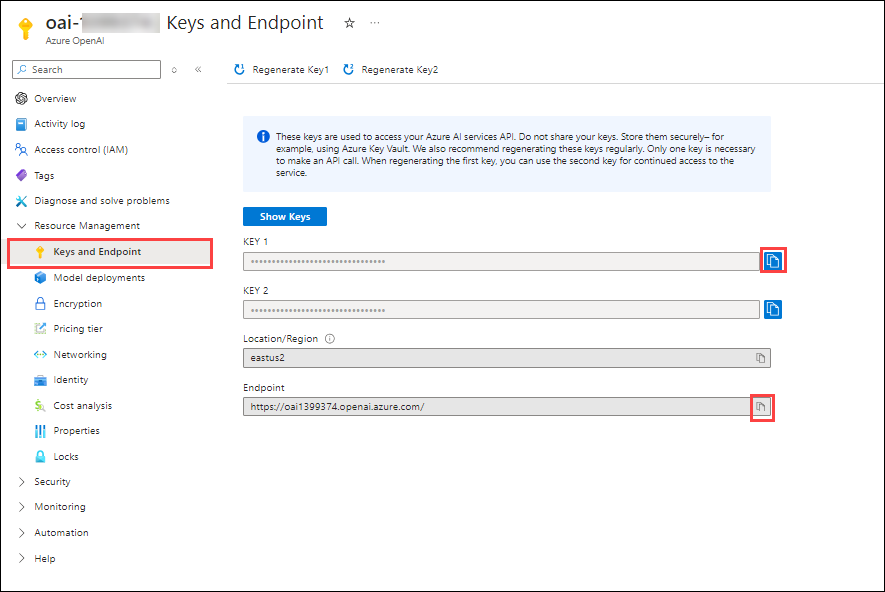 oai- Keys and Endpoint
Azure OpenAI
Search
Regenerate Key1 Regenerate Key2
Overview
Activity log
Access control (IAM)
Tags
Diagnose and solve problems
Resource Management
Keys and Endpoint
Model deployments
Encryption
Pricing tier
Networking
Identity
Cost analysis
Properties
Locks
Security
Monitoring
Automation
Help
These keys are used to access your Azure AI services API. Do not share your keys. Store them securely– for
example, using Azure Key Vault. We also recommend regenerating these keys regularly. Only one key is necessary
to make an API call. When regenerating the first key, you can use the second key for continued access to the
service.
Show Keys
KEY 1
KEY 2
Location/Region
eastus2
Endpoint
https://oai1399374.openai.azure.com/